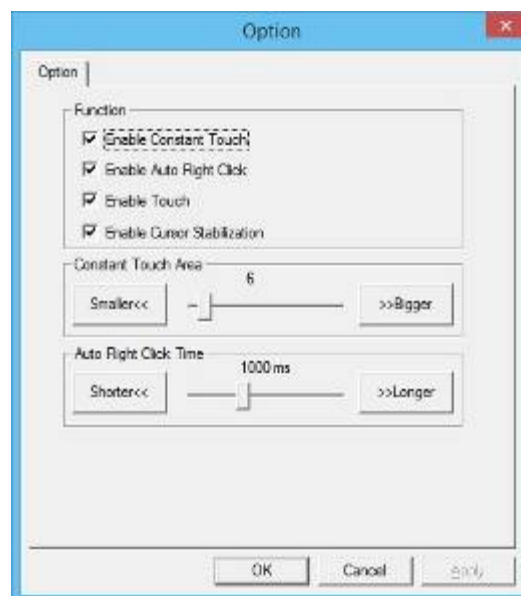 Option
Option
Function
Enable Constant Touch
Enable Auto Right Click
Enable Touch
Enable Cursor Stabilization
Constant Touch Area
6
Smaller<< >>Bigger
Auto Right Click Time
1000 ms
Shorter<< >>Longer
OK Cancel Apply